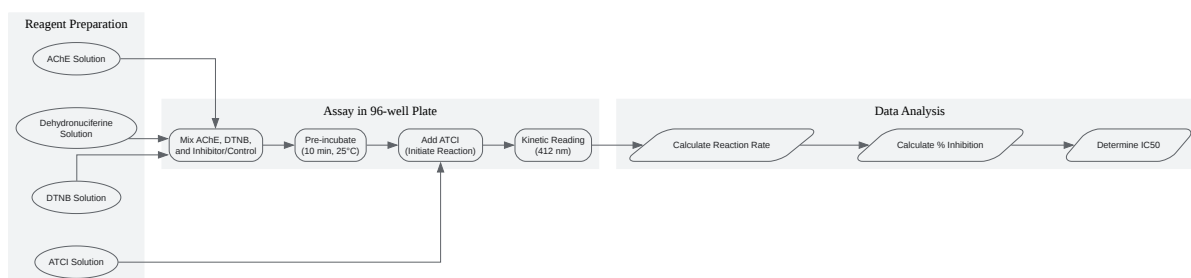 Reagent Preparation
AChE Solution
Dehydronuciferine
Solution
DTNB Solution
ATCI Solution
Assay in 96-well Plate
Mix AChE, DTNB,
and Inhibitor/Control
Pre-incubate
(10 min, 25°C)
Add ATCI
(Initiate Reaction)
Kinetic Reading
(412 nm)
Data Analysis
Calculate Reaction Rate
Calculate % Inhibition
Determine IC50